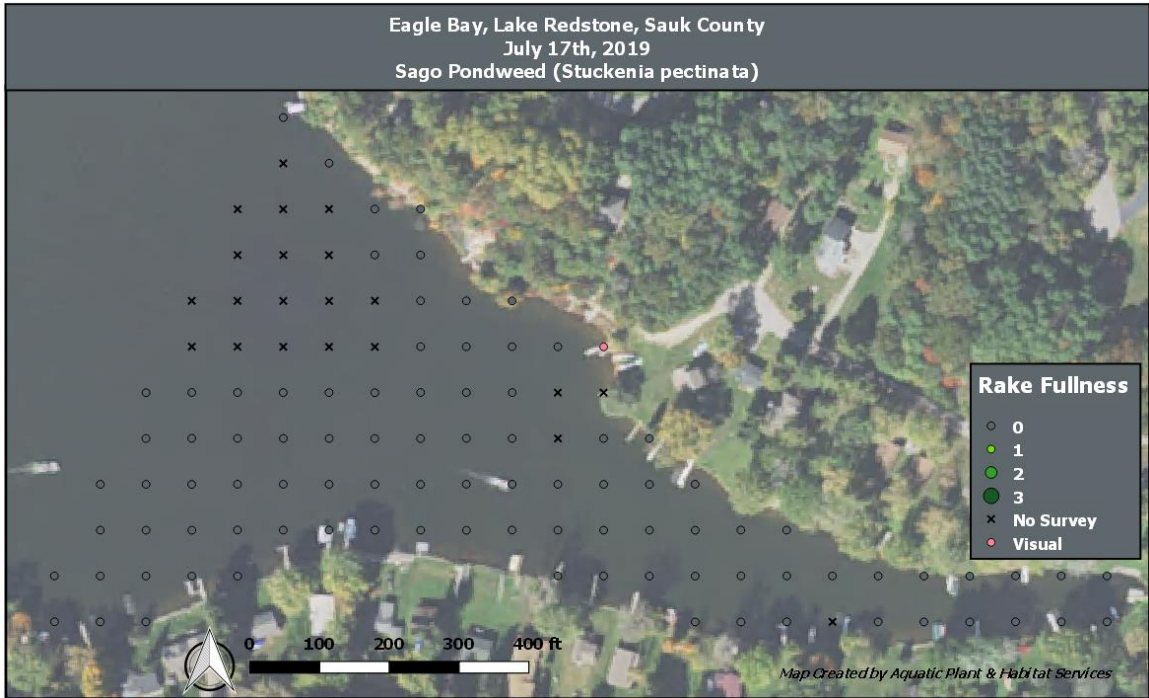 Eagle Bay, Lake Redstone, Sauk County
July 17th, 2019
Sago Pondweed (Stuckenia pectinata)
Rake Fullness
0
1
2
3
No Survey
Visual
0 100 200 300 400 ft
Map Created by Aquatic Plant & Habitat Services